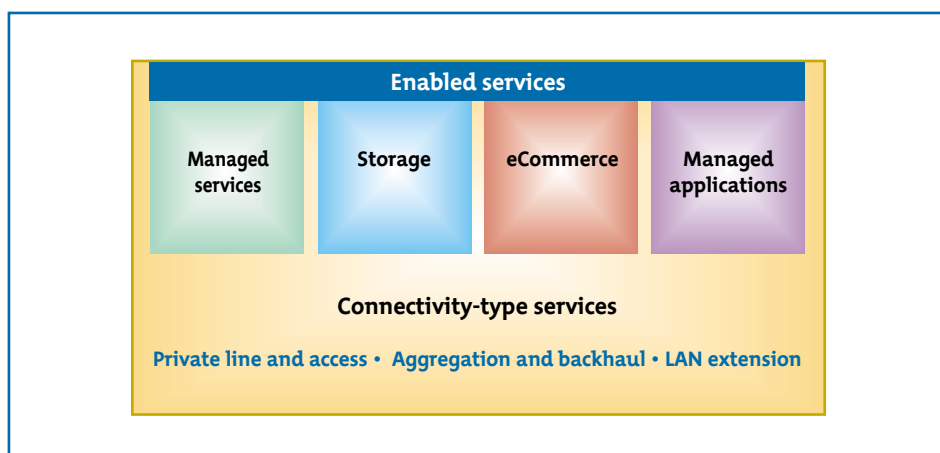 Enabled services
Managed
services
Storage
eCommerce
Managed
applications
Connectivity-type services
Private line and access • Aggregation and backhaul • LAN extension